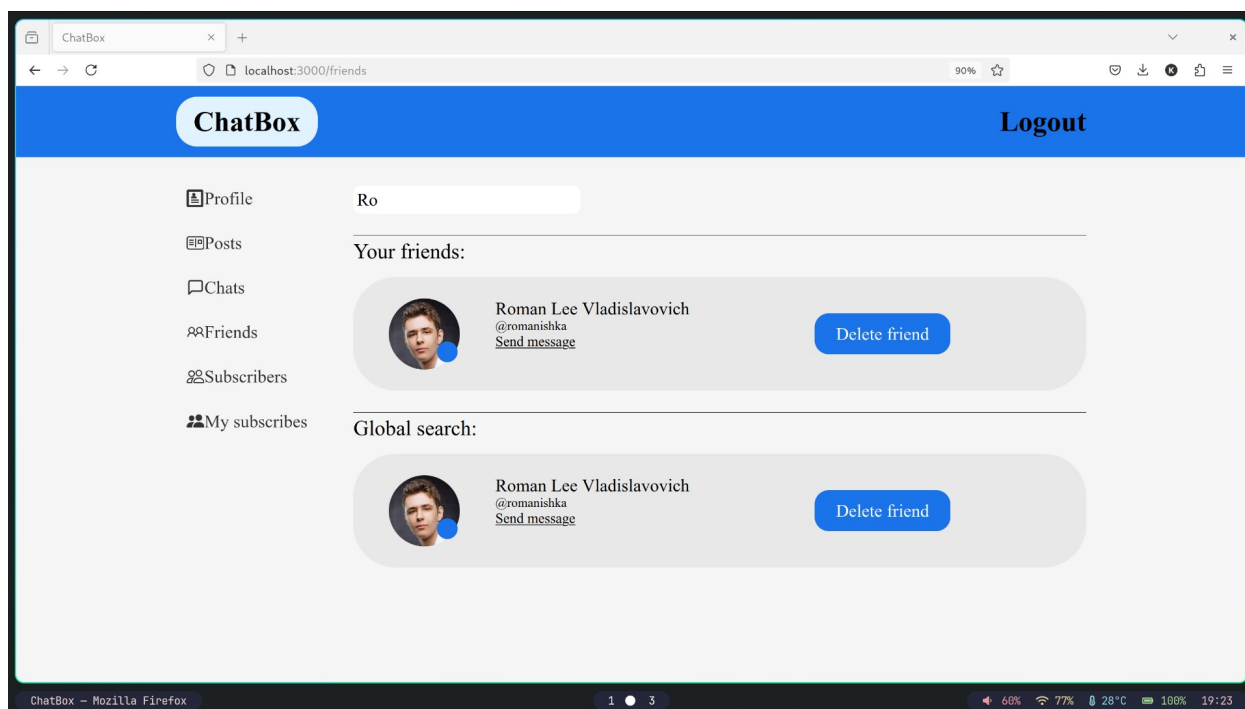 ChatBox
localhost:3000/friends
90%
K
ChatBox
Logout
Profile
Ro
Posts
Your friends:
Chats
Roman Lee Vladislavovich
@romanishka
Send message
Delete friend
Friends
Subscribers
My subscribes
Global search:
Roman Lee Vladislavovich
@romanishka
Send message
Delete friend
ChatBox — Mozilla Firefox
1 3
60% 77% 28°C 100% 19:23